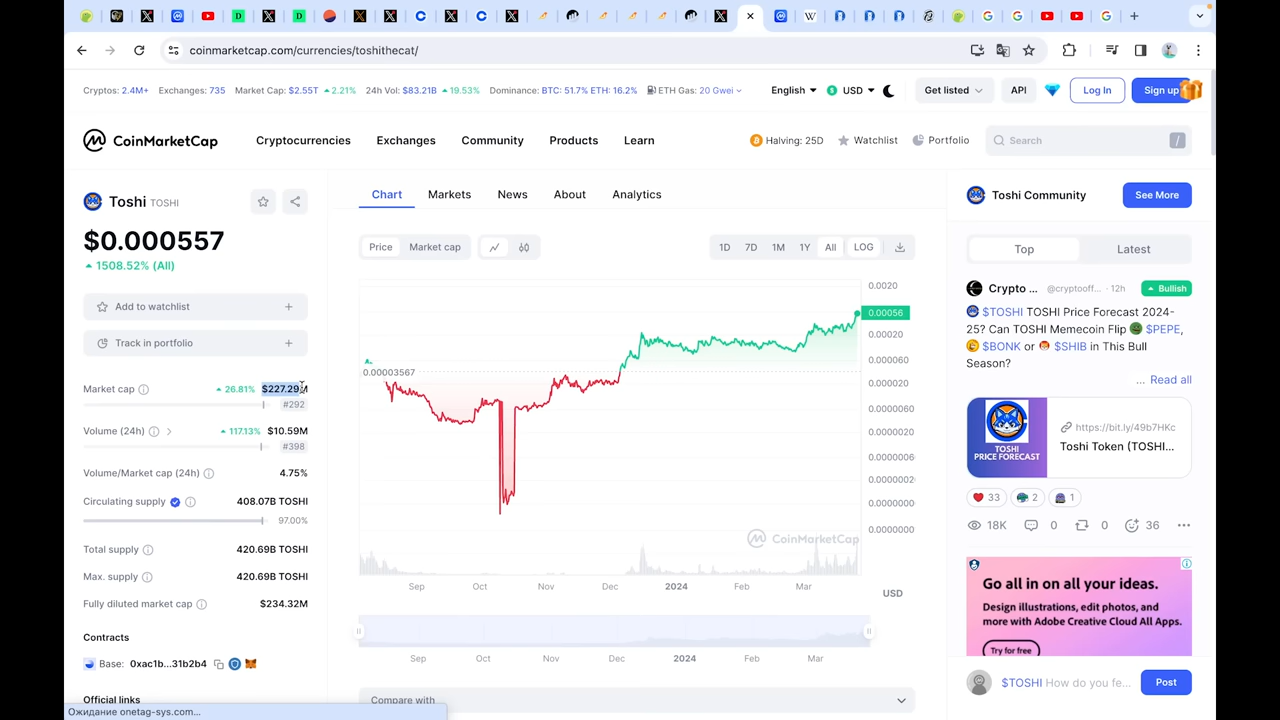 coinmarketcap.com/currencies/toshithecat/
Cryptos: 2.4M+ Exchanges: 735 Market Cap: $2.55T 2.21% 24h Vol: $83.21B 19.53% Dominance: BTC: 51.7% ETH: 16.2% ETH Gas: 20 Gwei
English USD Get listed API Log In Sign up
CoinMarketCap Cryptocurrencies Exchanges Community Products Learn Halving: 25D Watchlist Portfolio Search /
Toshi TOSHI
$0.000557
1508.52% (All)
Add to watchlist +
Track in portfolio +
Market cap 26.81% $227.29M
#292
Volume (24h) 117.13% $10.59M
#398
Volume/Market cap (24h) 4.75%
Circulating supply 408.07B TOSHI
97.00%
Total supply 420.69B TOSHI
Max. supply 420.69B TOSHI
Fully diluted market cap $234.32M
Contracts
Base: 0xac1b...31b2b4
Official links
Ожидание onetag-sys.com...
Chart Markets News About Analytics
Price Market cap 1D 7D 1M 1Y All LOG
0.0020
0.00056
0.00020
0.000060
0.00003567
0.000020
0.0000060
0.0000020
0.0000006
0.0000002
0.0000000
0.0000000
CoinMarketCap
Sep Oct Nov Dec 2024 Feb Mar
USD
Sep Oct Nov Dec 2024 Feb Mar
Compare with
Toshi Community See More
Top Latest
Crypto ... @cryptooff... · 12h Bullish
$TOSHI TOSHI Price Forecast 2024-
25? Can TOSHI Memecoin Flip $PEPE,
$BONK or $SHIB in This Bull
Season?
... Read all
TOSHI
PRICE FORECAST
https://bit.ly/49b7HKc
Toshi Token (TOSHI...
33 2 1
18K 0 0 36
Go all in on all your ideas.
Design illustrations, edit photos, and
more with Adobe Creative Cloud All Apps.
Try for free
$TOSHI How do you fe... Post